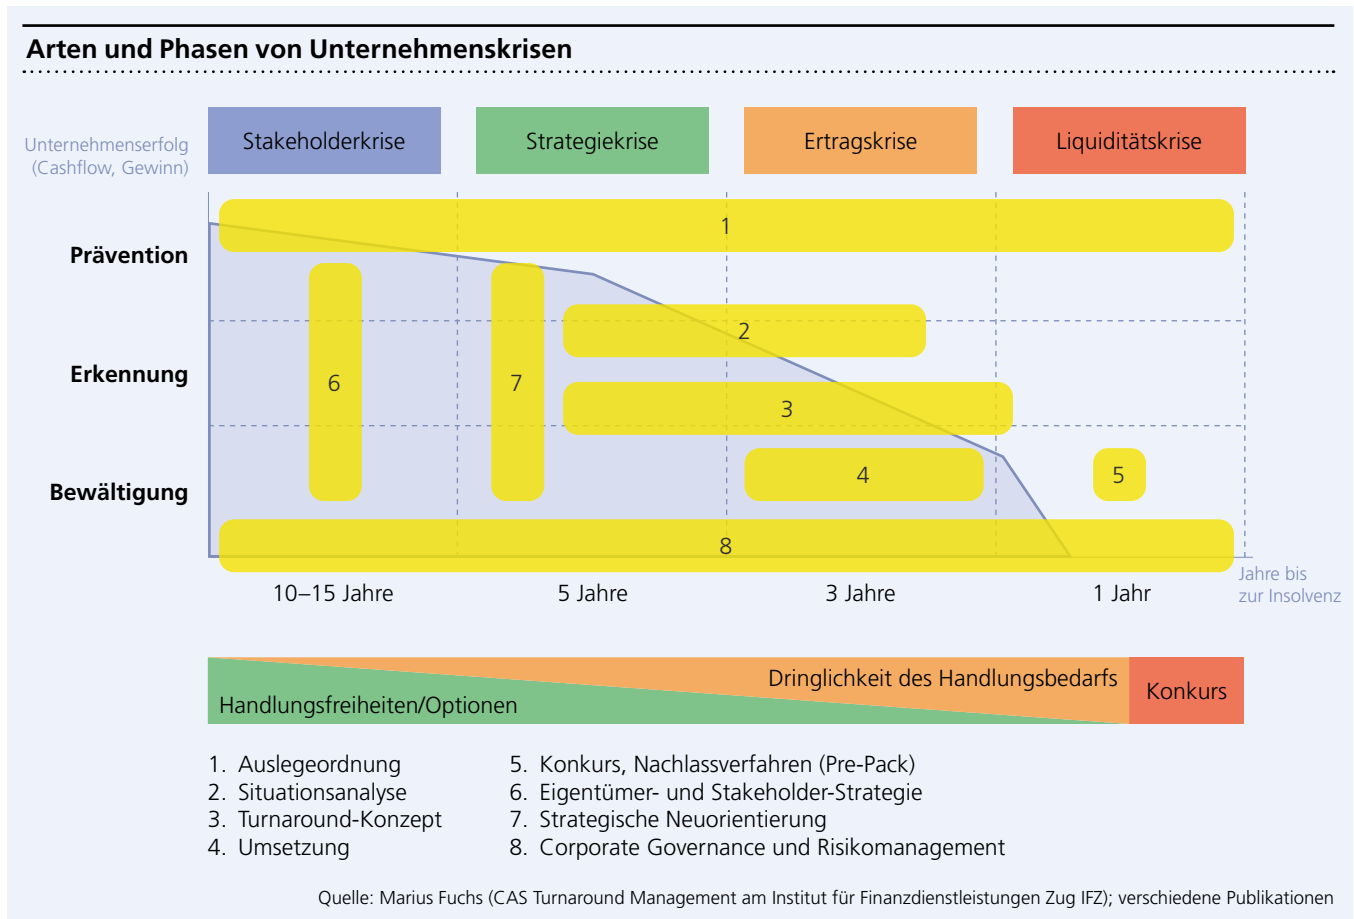 Arten und Phasen von Unternehmenskrisen
Unternehmenserfolg
(Cashflow, Gewinn)
Stakeholderkrise
Strategiekrise
Ertragskrise
Liquiditätskrise
Prävention
Erkennung
Bewältigung
1
2
3
4
5
6
7
8
10–15 Jahre
5 Jahre
3 Jahre
1 Jahr
Jahre bis
zur Insolvenz
Handlungsfreiheiten/Optionen
Dringlichkeit des Handlungsbedarfs
Konkurs
1. Auslegeordnung
2. Situationsanalyse
3. Turnaround-Konzept
4. Umsetzung
5. Konkurs, Nachlassverfahren (Pre-Pack)
6. Eigentümer- und Stakeholder-Strategie
7. Strategische Neuorientierung
8. Corporate Governance und Risikomanagement
Quelle: Marius Fuchs (CAS Turnaround Management am Institut für Finanzdienstleistungen Zug IFZ); verschiedene Publikationen